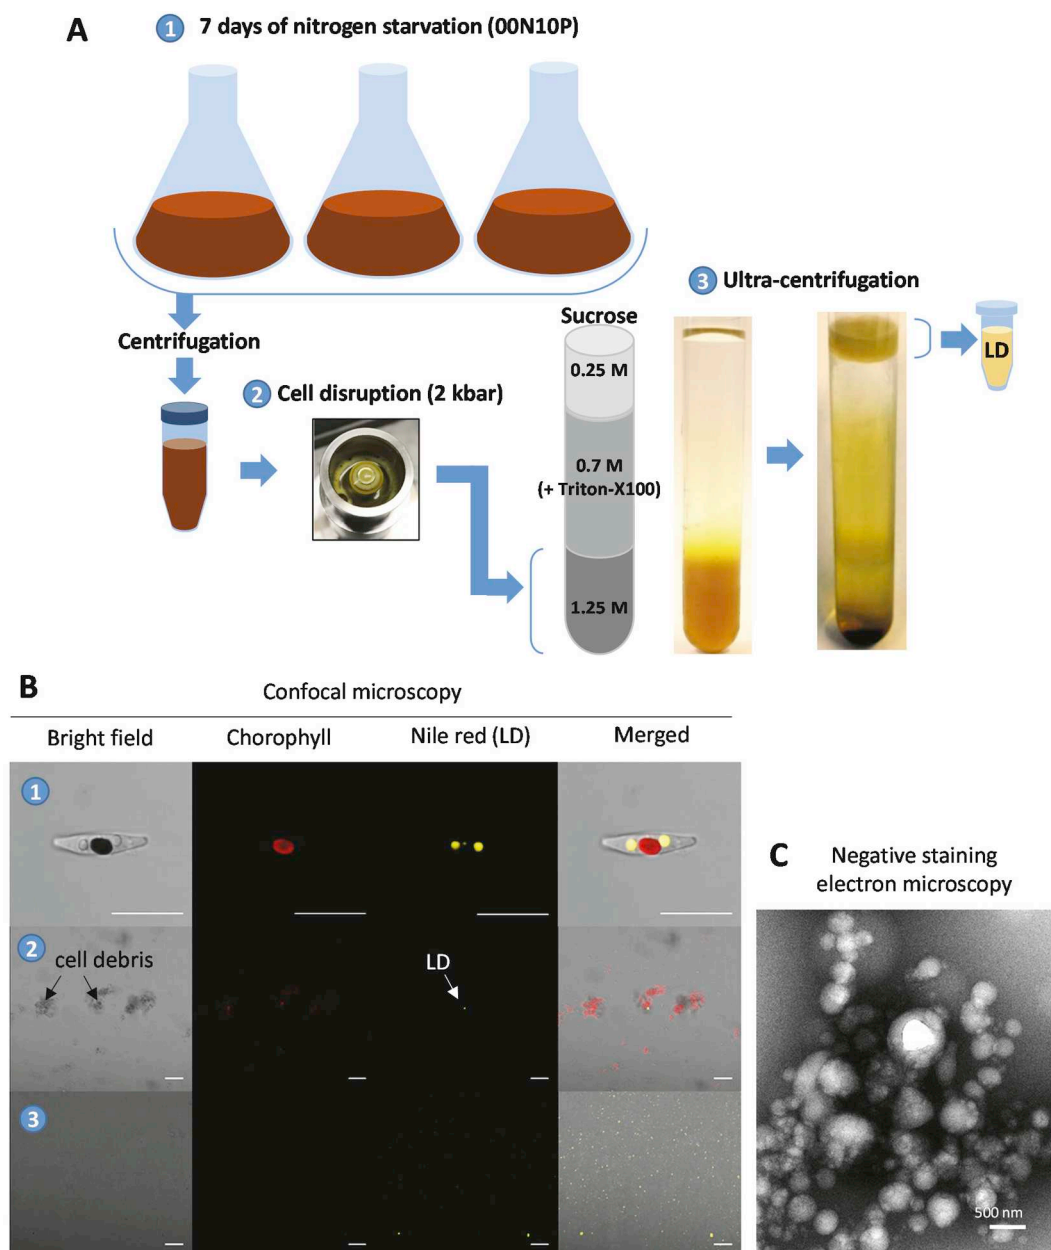 A
1 7 days of nitrogen starvation (00N10P)
Centrifugation
2 Cell disruption (2 kbar)
Sucrose
0.25 M
0.7 M
(+ Triton-X100)
1.25 M
3 Ultra-centrifugation
LD
B
Confocal microscopy
Bright field Chorophyll Nile red (LD) Merged
1
2
cell debris
LD
3
C
Negative staining
electron microscopy
500 nm